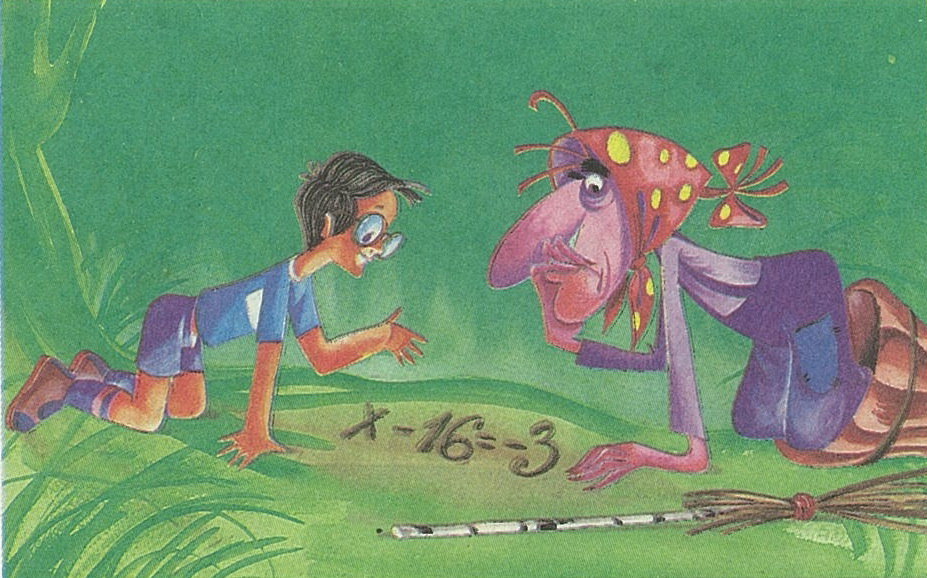 x - 16 = -3